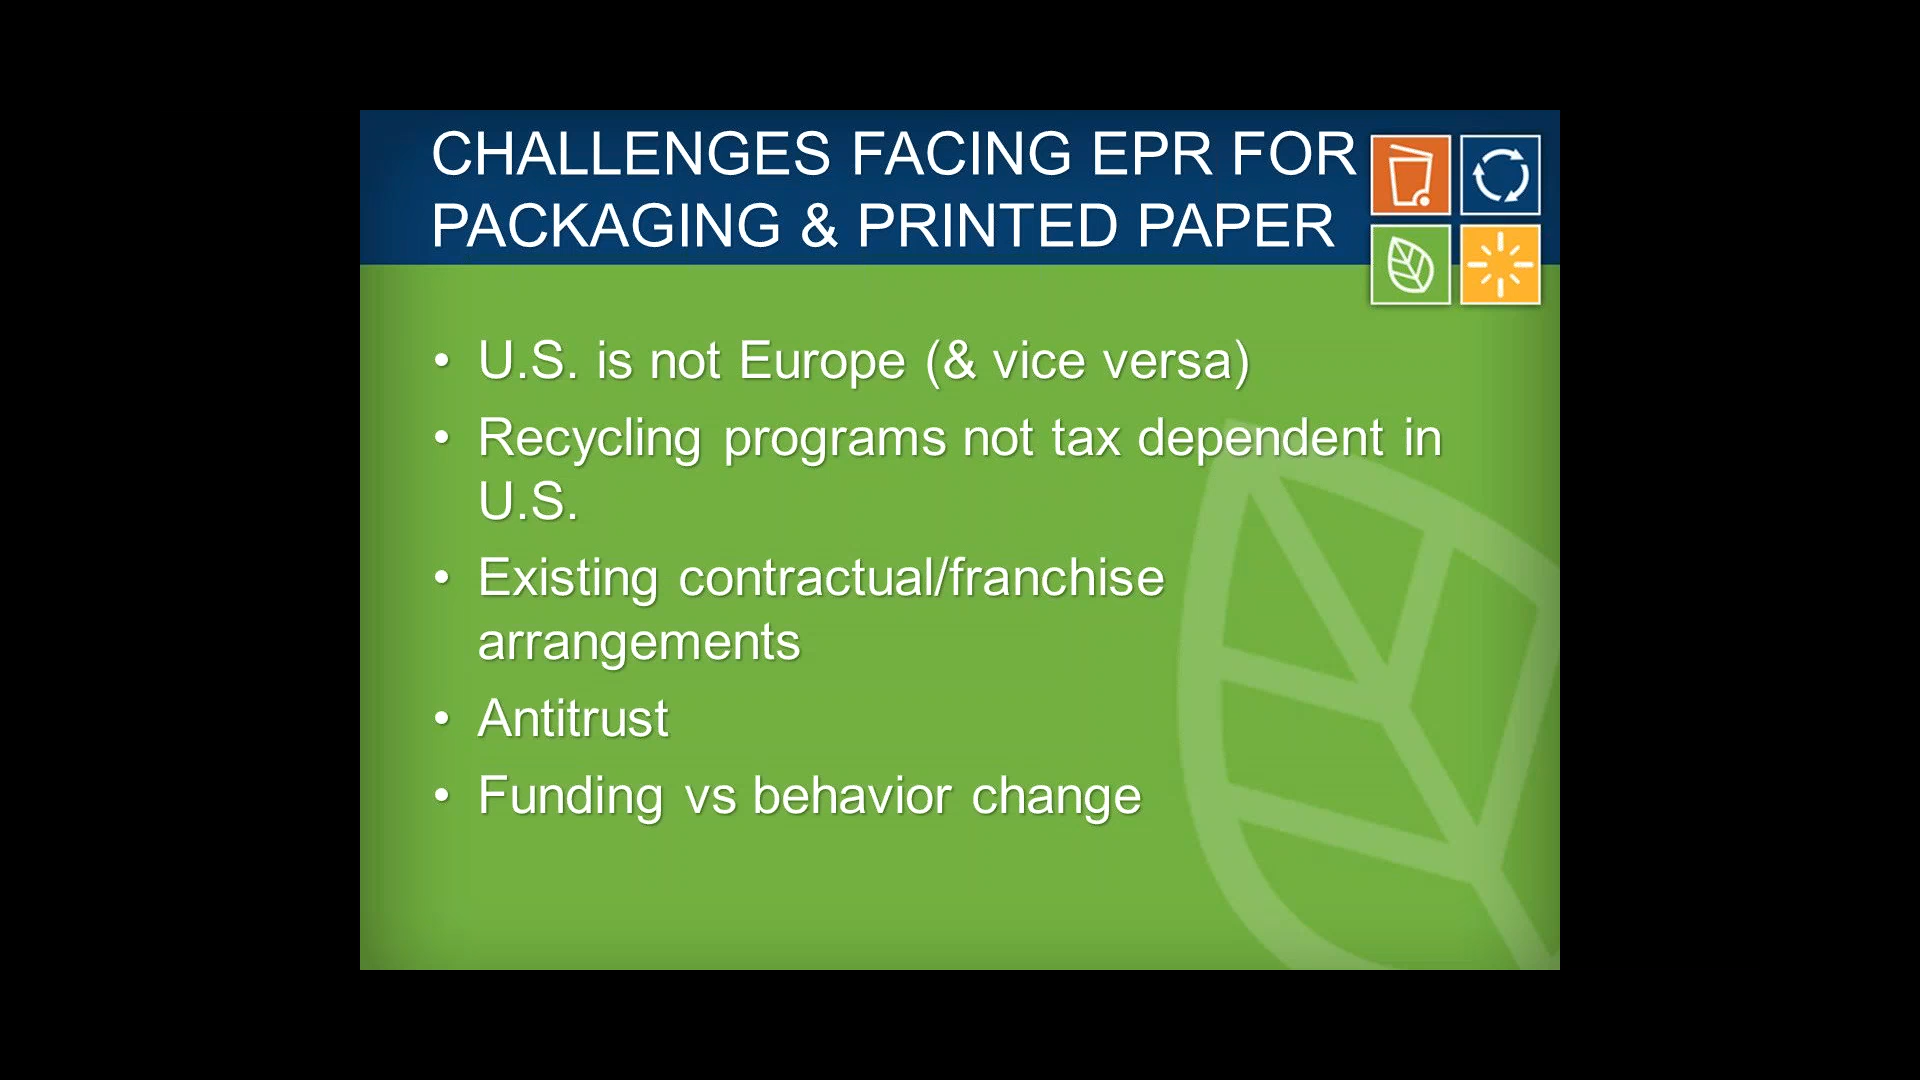 CHALLENGES FACING EPR FOR
PACKAGING & PRINTED PAPER
• U.S. is not Europe (& vice versa)
• Recycling programs not tax dependent in
U.S.
• Existing contractual/franchise
arrangements
• Antitrust
• Funding vs behavior change